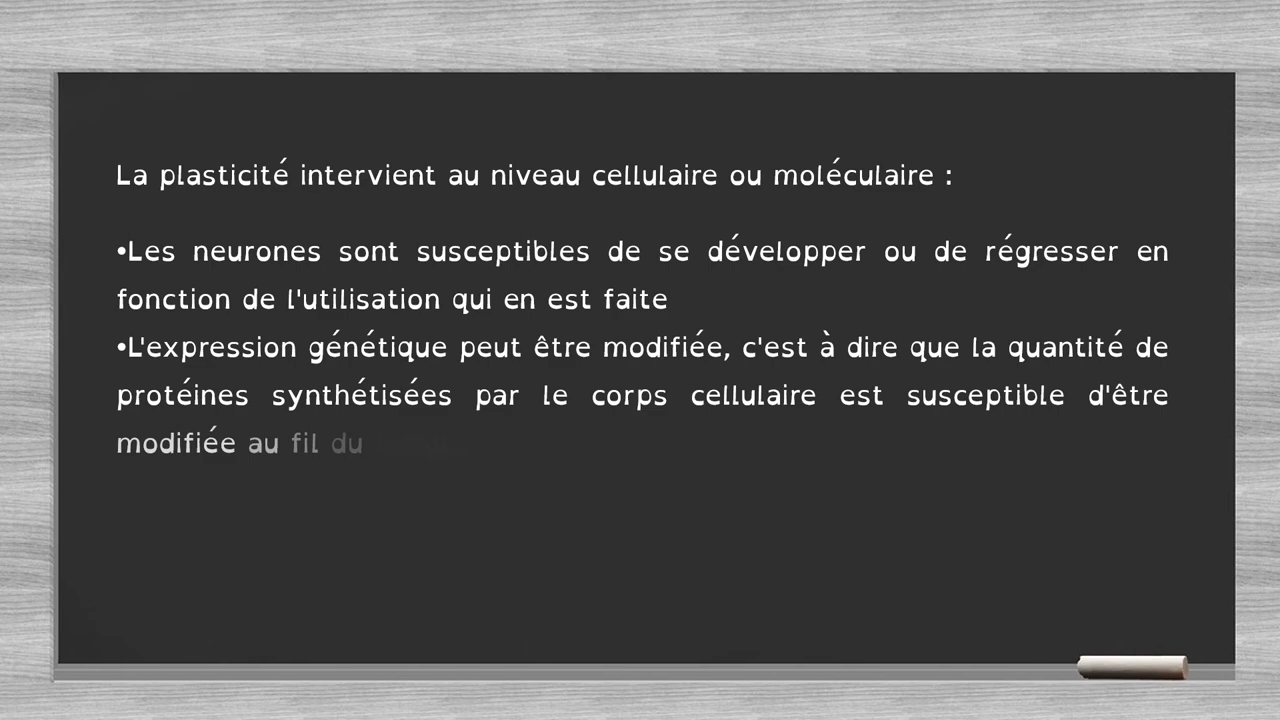 La plasticité intervient au niveau cellulaire ou moléculaire :
•Les neurones sont susceptibles de se développer ou de régresser en
fonction de l'utilisation qui en est faite
•L'expression génétique peut être modifiée, c'est à dire que la quantité de
protéines synthétisées par le corps cellulaire est susceptible d'être
modifiée au fil du